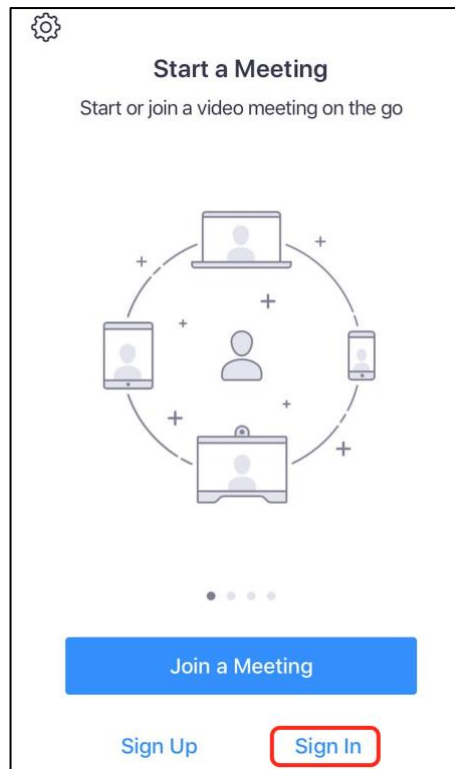 Start a Meeting
Start or join a video meeting on the go
Join a Meeting
Sign Up Sign In